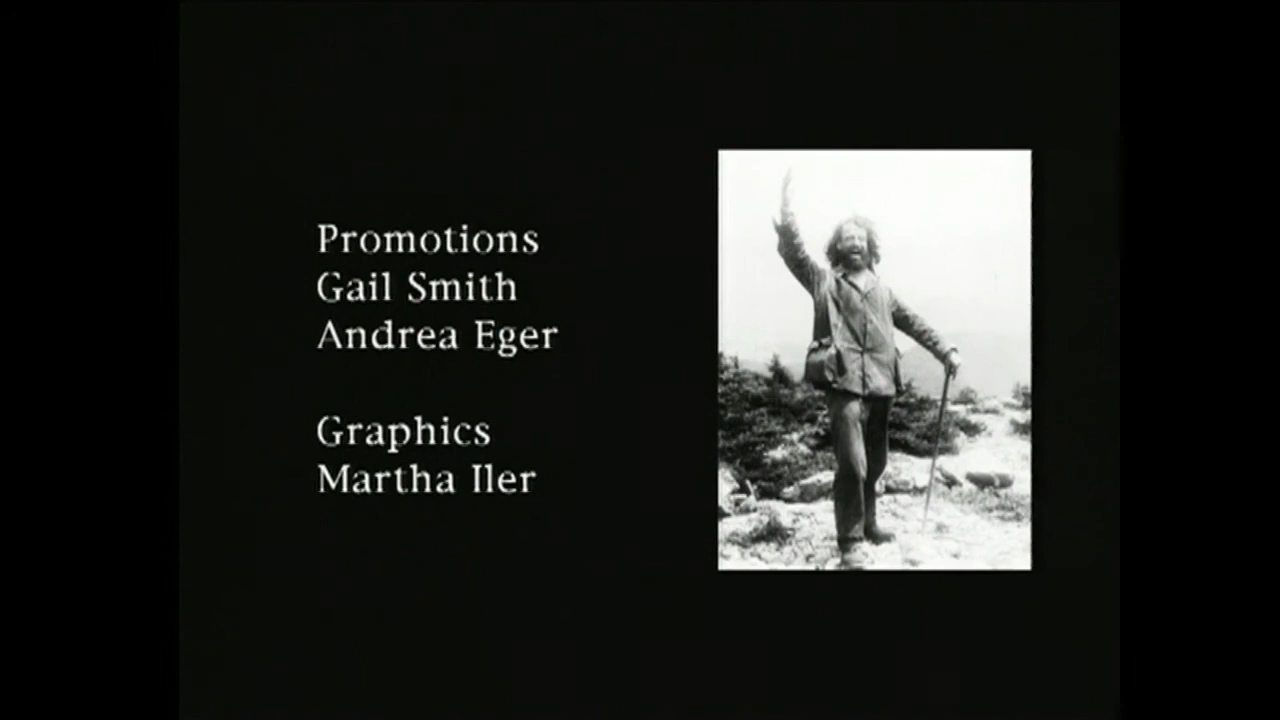 Promotions
Gail Smith
Andrea Eger
Graphics
Martha Iler